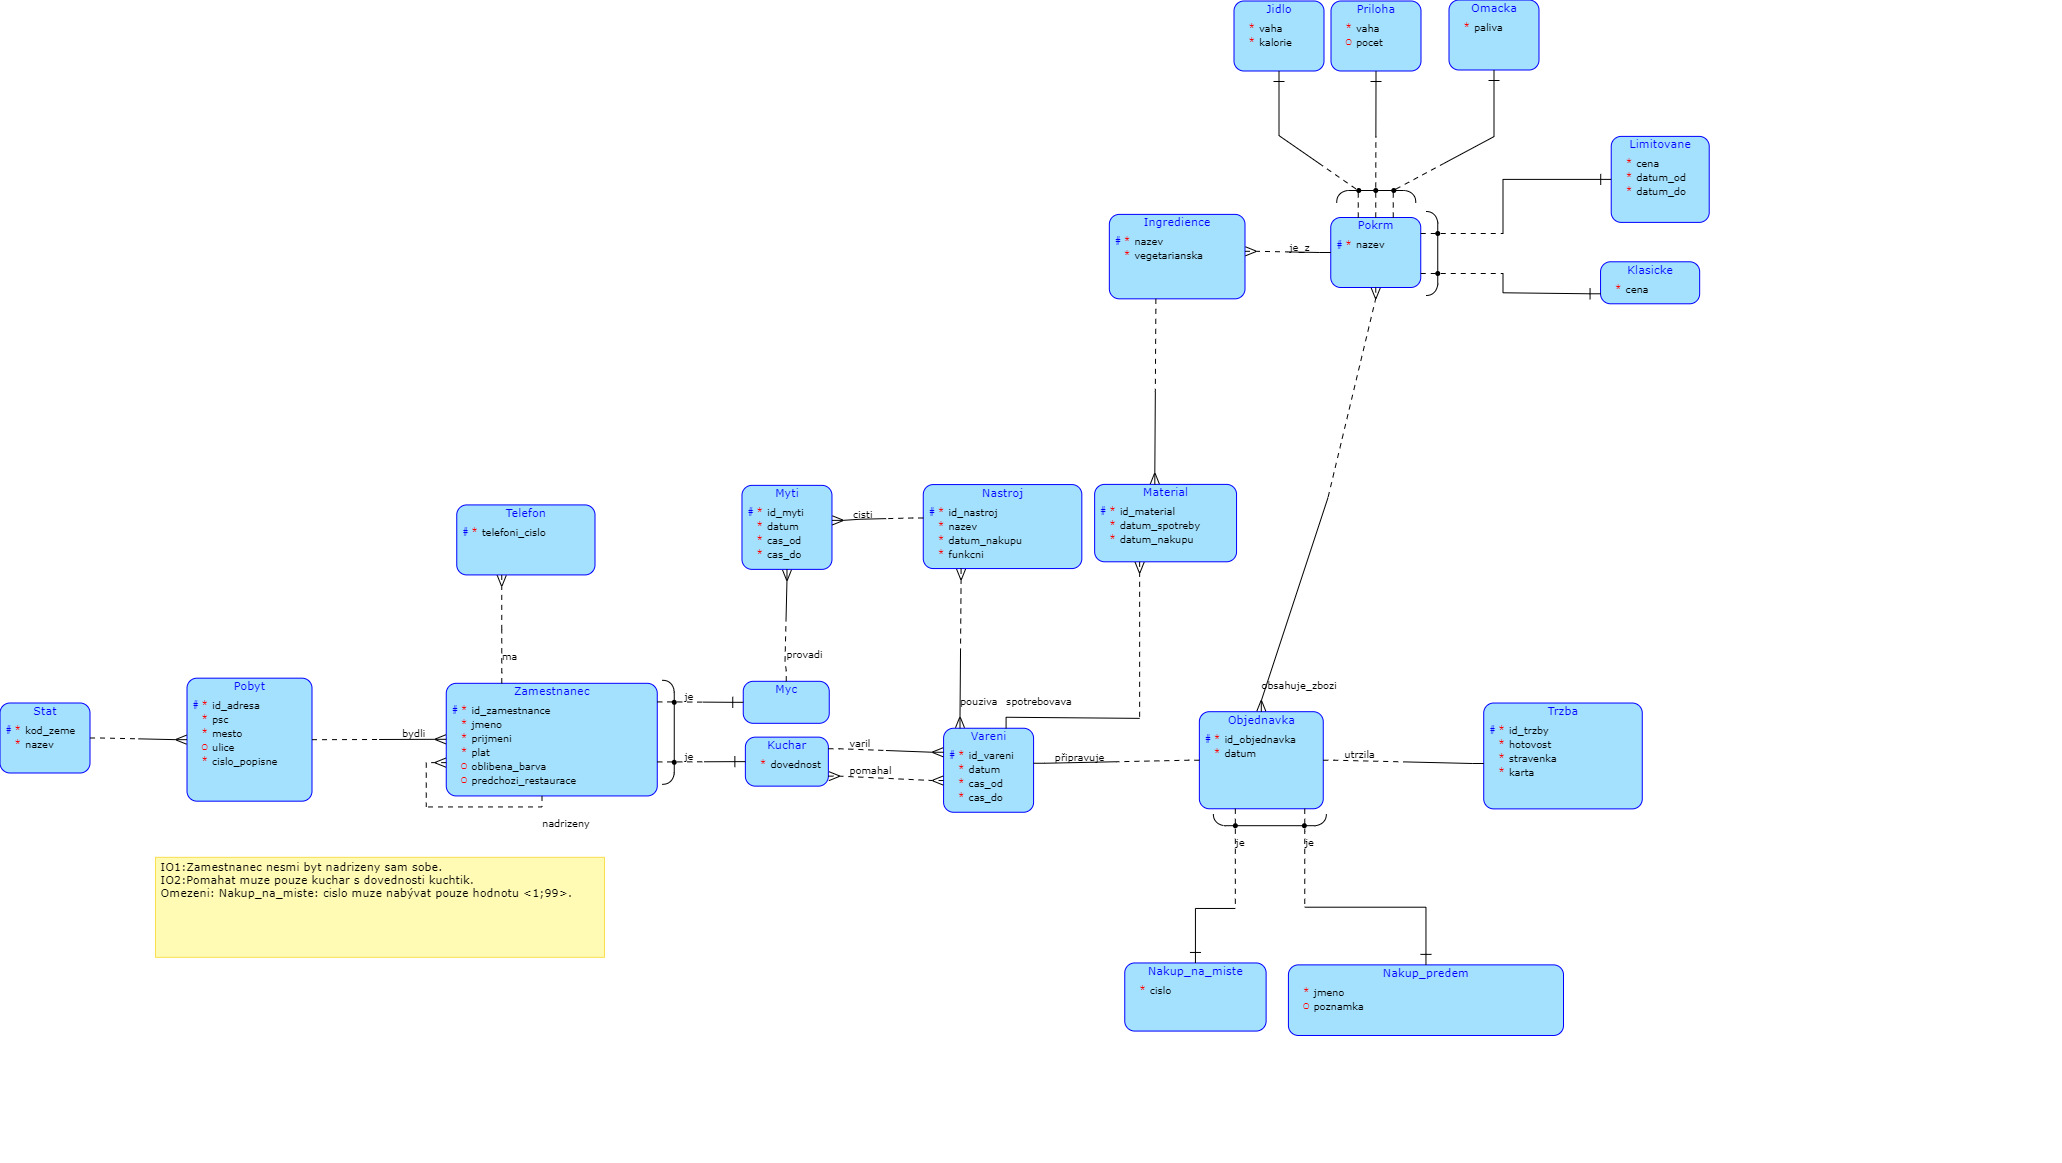 Jidlo
* vaha
* kalorie
Priloha
* vaha
o pocet
Omacka
* paliva
Limitovane
* cena
* datum_od
* datum_do
Ingredience
# * nazev
* vegetarianska
je_z
Pokrm
# * nazev
Klasicke
* cena
Myti
# * id_myti
* datum
* cas_od
* cas_do
cisti
Nastroj
# * id_nastroj
* nazev
* datum_nakupu
* funkcni
Material
# * id_material
* datum_spotreby
* datum_nakupu
Telefon
# * telefoni_cislo
ma
provadi
Stat
# * kod_zeme
* nazev
Pobyt
# * id_adresa
* psc
* mesto
o ulice
* cislo_popisne
bydli
Zamestnanec
# * id_zamestnance
* jmeno
* prijmeni
* plat
o oblibena_barva
o predchozi_restaurace
nadrizeny
je
je
Myc
Kuchar
* dovednost
varil
pomahal
pouziva
spotrebovava
Vareni
# * id_vareni
* datum
* cas_od
* cas_do
připravuje
obsahuje_zbozi
Objednavka
# * id_objednavka
* datum
utrzila
Trzba
# * id_trzby
* hotovost
* stravenka
* karta
je
je
IO1:Zamestnanec nesmi byt nadrizeny sam sobe.
IO2:Pomahat muze pouze kuchar s dovednosti kuchtik.
Omezeni: Nakup_na_miste: cislo muze nabývat pouze hodnotu <1;99>.
Nakup_na_miste
* cislo
Nakup_predem
* jmeno
o poznamka